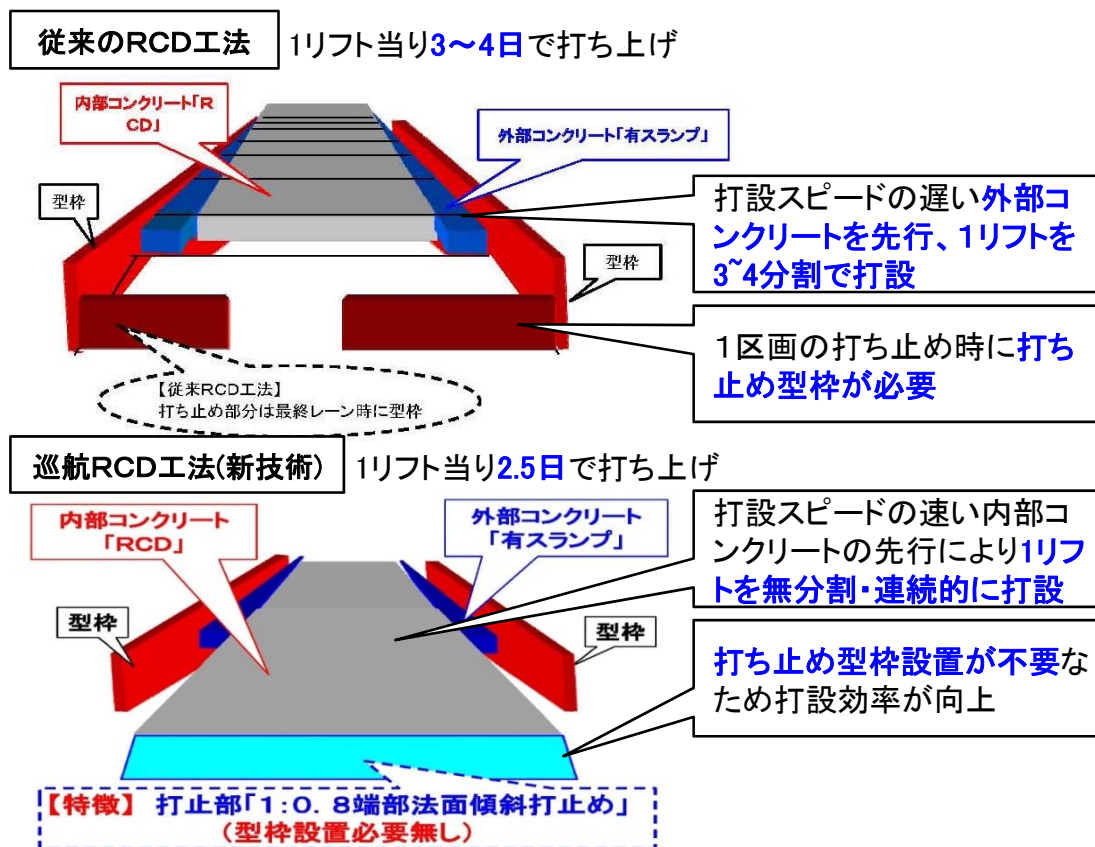 従来のRCD工法
1リフト当り3～4日で打ち上げ
内部コンクリート「R
CD」
外部コンクリート「有スランプ」
型枠
型枠
打設スピードの遅い外部コ
ンクリートを先行、1リフトを
3~4分割で打設
1区画の打ち止め時に打ち
止め型枠が必要
【従来RCD工法】
打ち止め部分は最終レーン時に型枠
巡航RCD工法(新技術)
1リフト当り2.5日で打ち上げ
内部コンクリート
「RCD」
外部コンクリート
「有スランプ」
型枠
型枠
打設スピードの速い内部コ
ンクリートの先行により1リフ
トを無分割・連続的に打設
打ち止め型枠設置が不要な
ため打設効率が向上
【特徴】 打止部「1:0.8端部法面傾斜打止め」
(型枠設置必要無し)